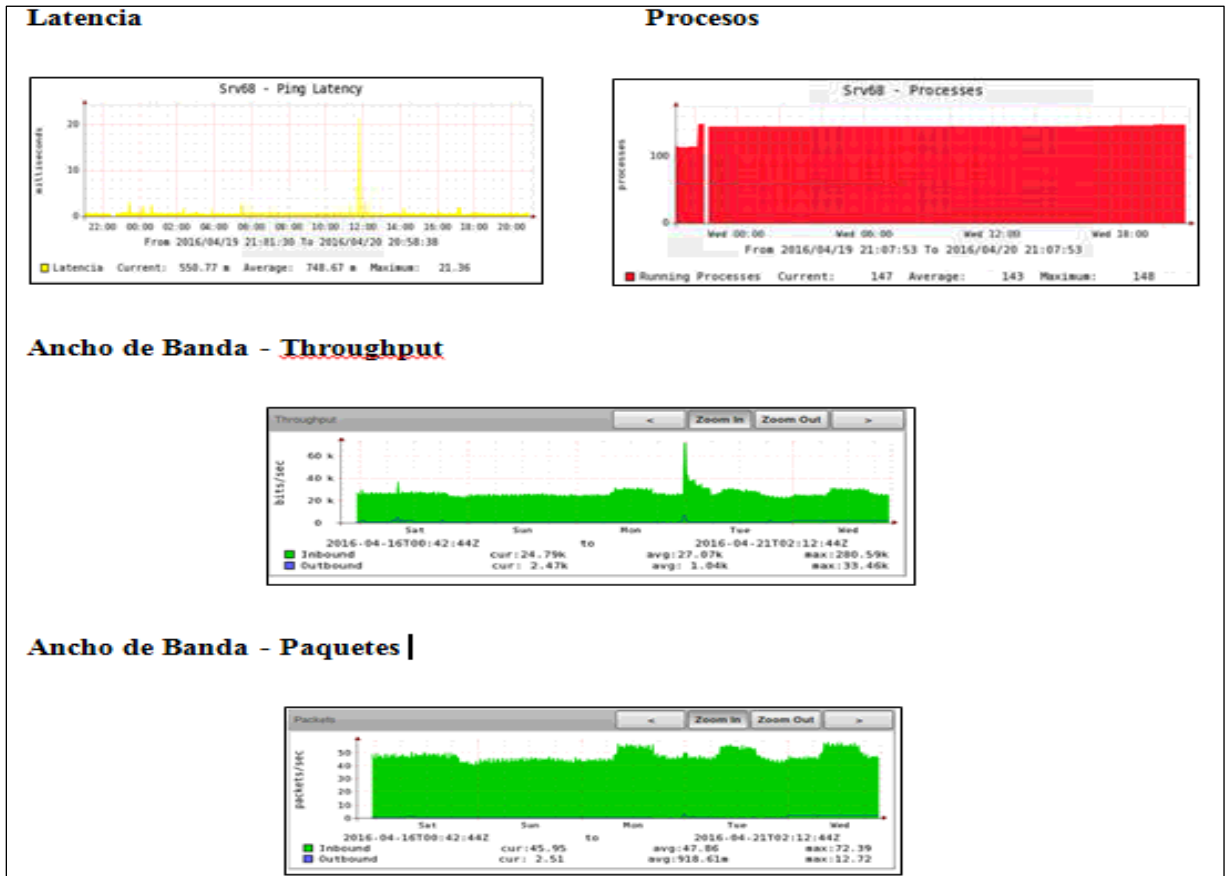 Latencia
Procesos
Srv68 - Ping Latency
milliseconds
20
10
0
22:00 00:00 02:00 04:00 06:00 08:00 10:00 12:00 14:00 16:00 18:00 20:00
From 2016/04/19 21:01:30 To 2016/04/20 20:58:38
Latencia Current: 550.77 m Average: 748.67 m Maximum: 21.36
Srv68 - Processes
processes
100
0
Wed 00:00 Wed 06:00 Wed 12:00 Wed 18:00
From 2016/04/19 21:07:53 To 2016/04/20 21:07:53
Running Processes Current: 147 Average: 143 Maximum: 148
Ancho de Banda - Throughput
Throughput
< Zoom In Zoom Out >
bits/sec
60 k
40 k
20 k
0
Sat Sun Mon Tue Wed
2016-04-16T00:42:44Z to 2016-04-21T02:12:44Z
Inbound cur:24.79k avg:27.07k max:280.59k
Outbound cur: 2.47k avg: 1.04k max:33.46k
Ancho de Banda - Paquetes
Packets
< Zoom In Zoom Out >
packets/sec
50
40
30
20
10
0
Sat Sun Mon Tue Wed
2016-04-16T00:42:44Z to 2016-04-21T02:12:44Z
Inbound cur:45.95 avg:47.86 max:72.39
Outbound cur: 2.51 avg:918.61m max:12.72